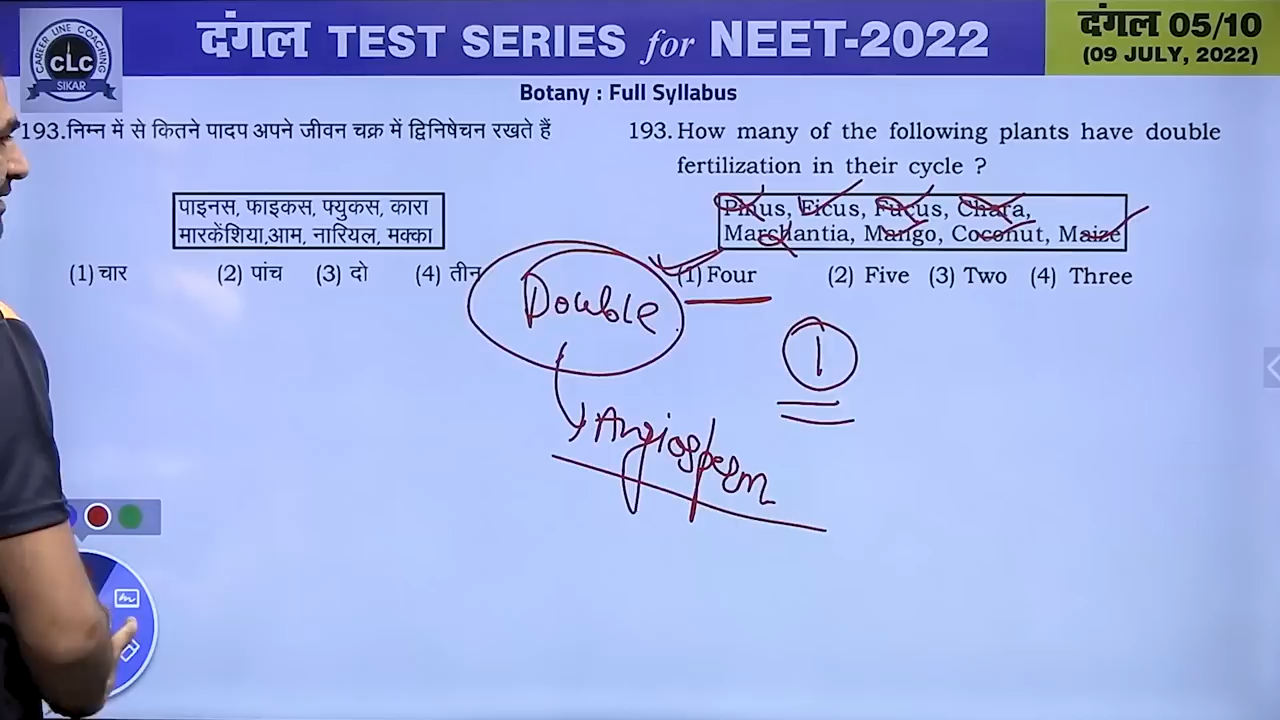 CAREER LINE COACHING
CLC
SIKAR
दंगल TEST SERIES for NEET-2022
दंगल 05/10
(09 JULY, 2022)
Botany : Full Syllabus
193.निम्न में से कितने पादप अपने जीवन चक्र में द्विनिषेचन रखते हैं
पाइनस, फाइकस, फ्युकस, कारा
मारकेंशिया,आम, नारियल, मक्का
(1) चार (2) पांच (3) दो (4) तीन
193. How many of the following plants have double
fertilization in their cycle ?
Pinus, Ficus, Fucus, Chara,
Marschantia, Mango, Coconut, Maize
(1) Four (2) Five (3) Two (4) Three
Double
1
Angiosperm